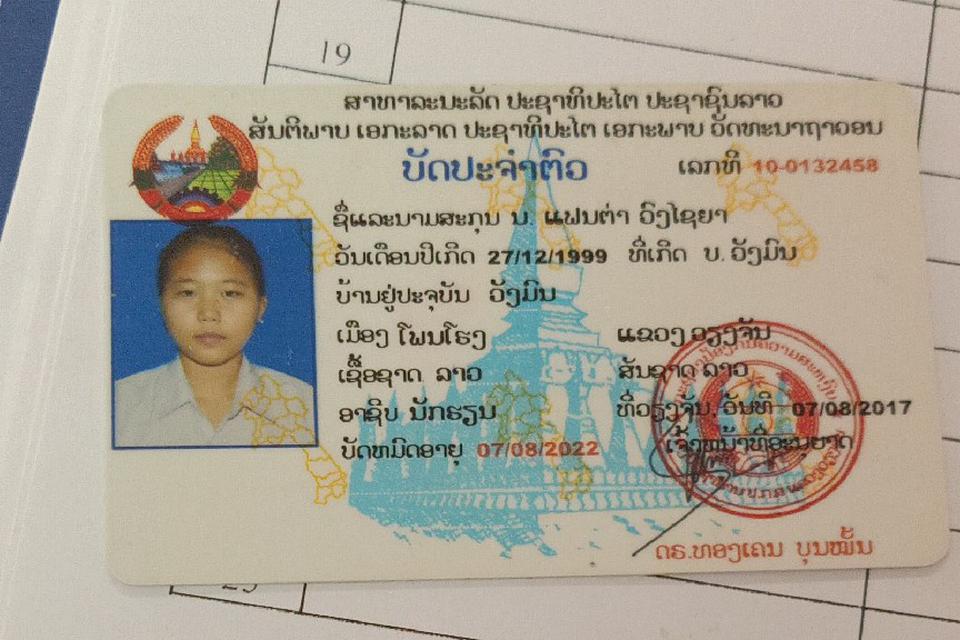 19
ສາທາລະນະລັດ ປະຊາທິປະໄຕ ປະຊາຊົນລາວ
ສັນຕິພາບ ເອກະລາດ ປະຊາທິປະໄຕ ເອກະພາບ ວັດທະນາຖາວອນ
ບັດປະຈຳຕົວ ເລກທີ 10-0132458
ຊື່ແລະນາມສະກຸນ ນ. ແຟນຕ່າ ວົງໄຊຍາ
ວັນເດືອນປີເກີດ 27/12/1999 ທີ່ເກີດ ບ. ວັງມົນ
ບ້ານຢູ່ປະຈຸບັນ ວັງມົນ
ເມືອງ ໂພນໂຮງ ແຂວງ ວຽງຈັນ
ເຊື້ອຊາດ ລາວ ສັນຊາດ ລາວ
ອາຊີບ ນັກຮຽນ ທີ່ວຽງຈັນ, ວັນທີ 07/08/2017
ບັດຫມົດອາຍຸ 07/08/2022 ເຈົ້າຫນ້າທີ່ອະນຸຍາດ
ດຣ.ທອງເຄນ ບຸນໝັ້ນ